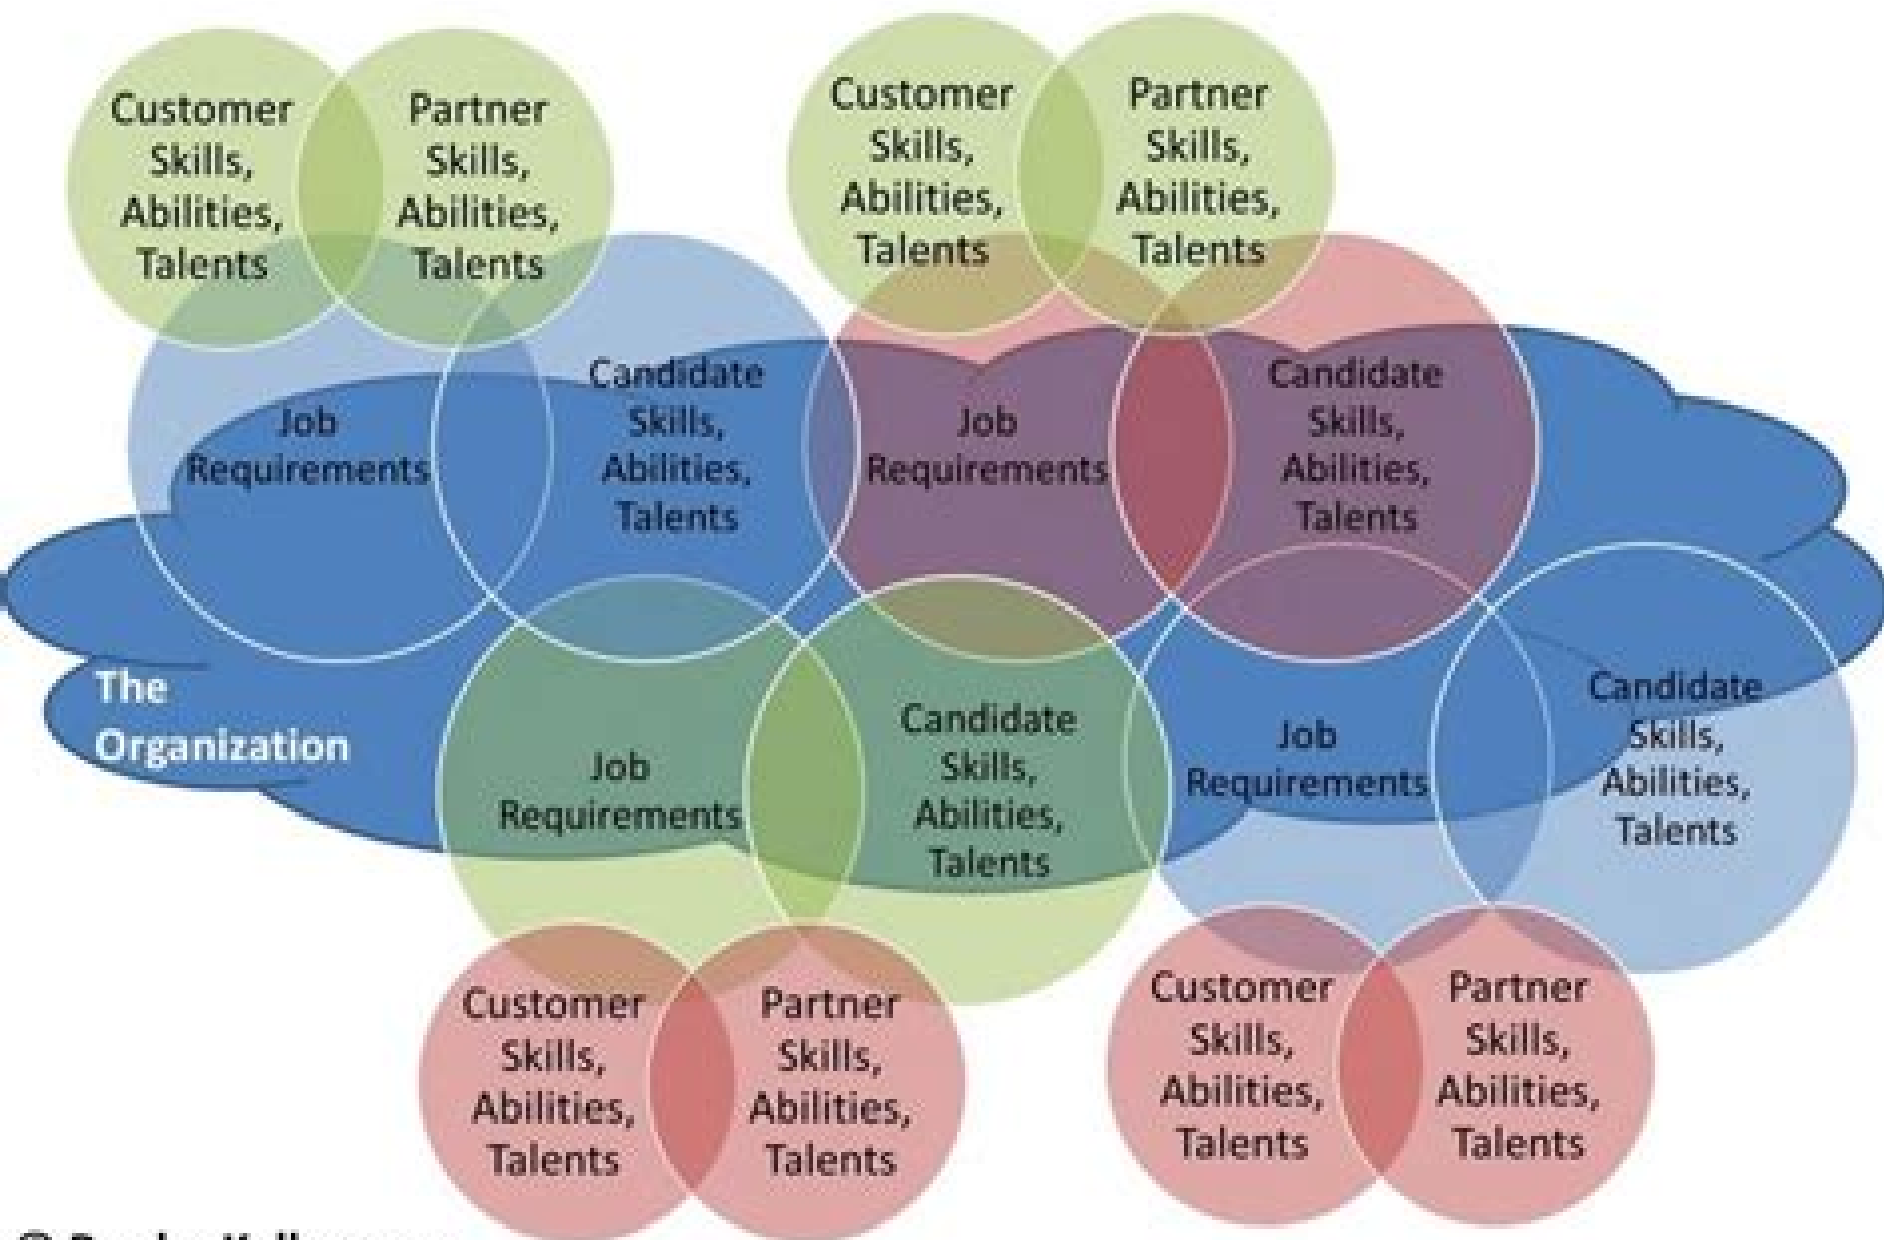 Customer
Skills,
Abilities,
Talents
Partner
Skills,
Abilities,
Talents
Customer
Skills,
Abilities,
Talents
Partner
Skills,
Abilities,
Talents
Job
Requirements
Candidate
Skills,
Abilities,
Talents
Job
Requirements
Candidate
Skills,
Abilities,
Talents
The
Organization
Job
Requirements
Candidate
Skills,
Abilities,
Talents
Job
Requirements
Candidate
Skills,
Abilities,
Talents
Customer
Skills,
Abilities,
Talents
Partner
Skills,
Abilities,
Talents
Customer
Skills,
Abilities,
Talents
Partner
Skills,
Abilities,
Talents